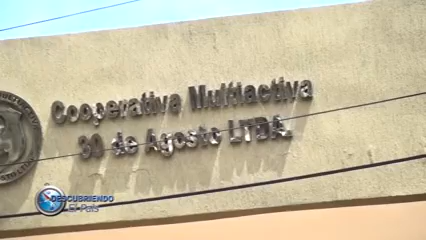 Cooperativa Multiactiva
30 de Agosto LTDA.
DESCUBRIENDO
El País